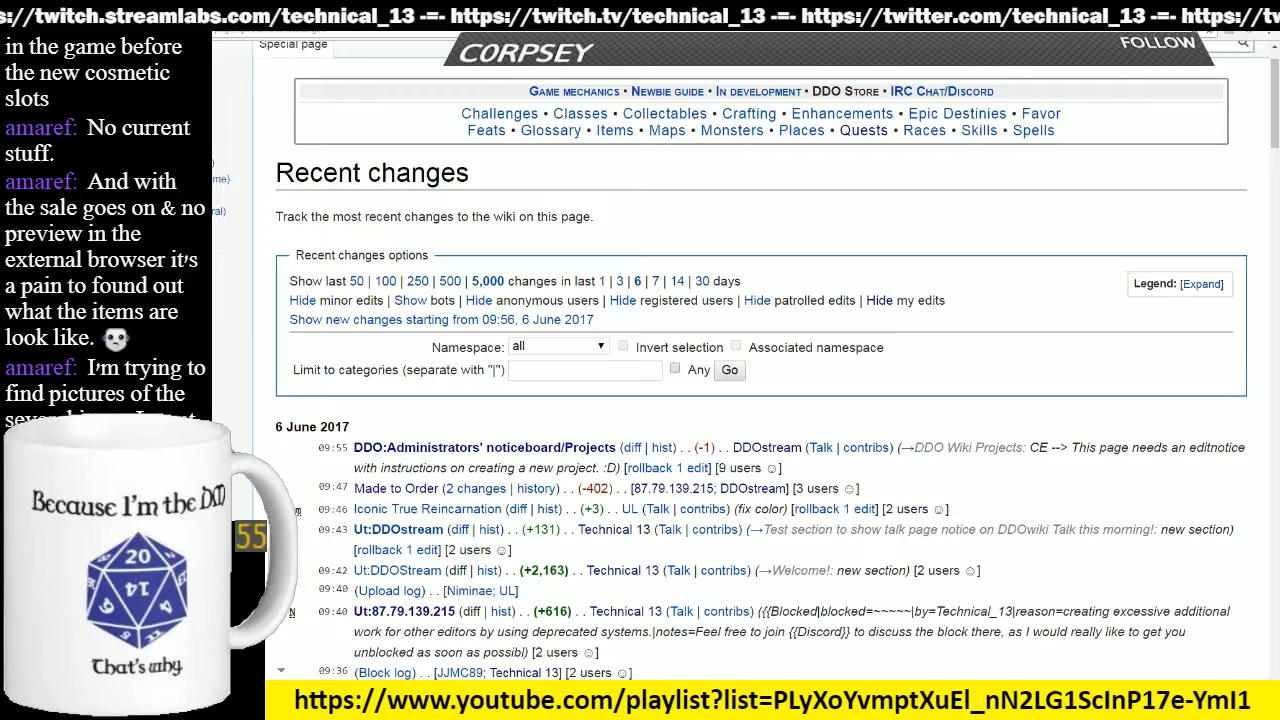 s://twitch.streamlabs.com/technical_13 -=- https://twitch.tv/technical_13 -=- https://twitter.com/technical_13 -=- https://t
in the game before
the new cosmetic
slots
amaref: No current
stuff.
amaref: And with
the sale goes on & no
preview in the
external browser it's
a pain to found out
what the items are
look like.
amaref: I'm trying to
find pictures of the
Because I'm the DM
20
14
That's why.
55
Special page
CORPSEY
FOLLOW
Game mechanics • Newbie guide • In development • DDO Store • IRC Chat/Discord
Challenges • Classes • Collectables • Crafting • Enhancements • Epic Destinies • Favor
Feats • Glossary • Items • Maps • Monsters • Places • Quests • Races • Skills • Spells
Recent changes
Track the most recent changes to the wiki on this page.
Recent changes options
Show last 50 | 100 | 250 | 500 | 5,000 changes in last 1 | 3 | 6 | 7 | 14 | 30 days
Legend: [Expand]
Hide minor edits | Show bots | Hide anonymous users | Hide registered users | Hide patrolled edits | Hide my edits
Show new changes starting from 09:56, 6 June 2017
Namespace: all Invert selection Associated namespace
Limit to categories (separate with "|") Any Go
6 June 2017
09:55 DDO:Administrators' noticeboard/Projects (diff | hist) . . (-1) . . DDOstream (Talk | contribs) (→DDO Wiki Projects: CE --> This page needs an editnotice
with instructions on creating a new project. :D) [rollback 1 edit] [9 users ☺]
09:47 Made to Order (2 changes | history) . . (-402) . . [87.79.139.215; DDOstream] [3 users ☺]
m 09:46 Iconic True Reincarnation (diff | hist) . . (+3) . . UL (Talk | contribs) (fix color) [rollback 1 edit] [2 users ☺]
09:43 Ut:DDOstream (diff | hist) . . (+131) . . Technical 13 (Talk | contribs) (→Test section to show talk page notice on DDOwiki Talk this morning!: new section)
[rollback 1 edit] [2 users ☺]
09:42 Ut:DDOStream (diff | hist) . . (+2,163) . . Technical 13 (Talk | contribs) (→Welcome!: new section) [2 users ☺]
09:40 (Upload log) . . [Niminae; UL]
N 09:40 Ut:87.79.139.215 (diff | hist) . . (+616) . . Technical 13 (Talk | contribs) ({{Blocked|blocked=~~~~~|by=Technical_13|reason=creating excessive additional
work for other editors by using deprecated systems.|notes=Feel free to join {{Discord}} to discuss the block there, as I would really like to get you
unblocked as soon as possibl) [2 users ☺]
09:36 (Block log) . . [JJMC89; Technical 13] [2 users ☺]
https://www.youtube.com/playlist?list=PLyXoYvmptXuEl_nN2LG1ScInP17e-YmI1